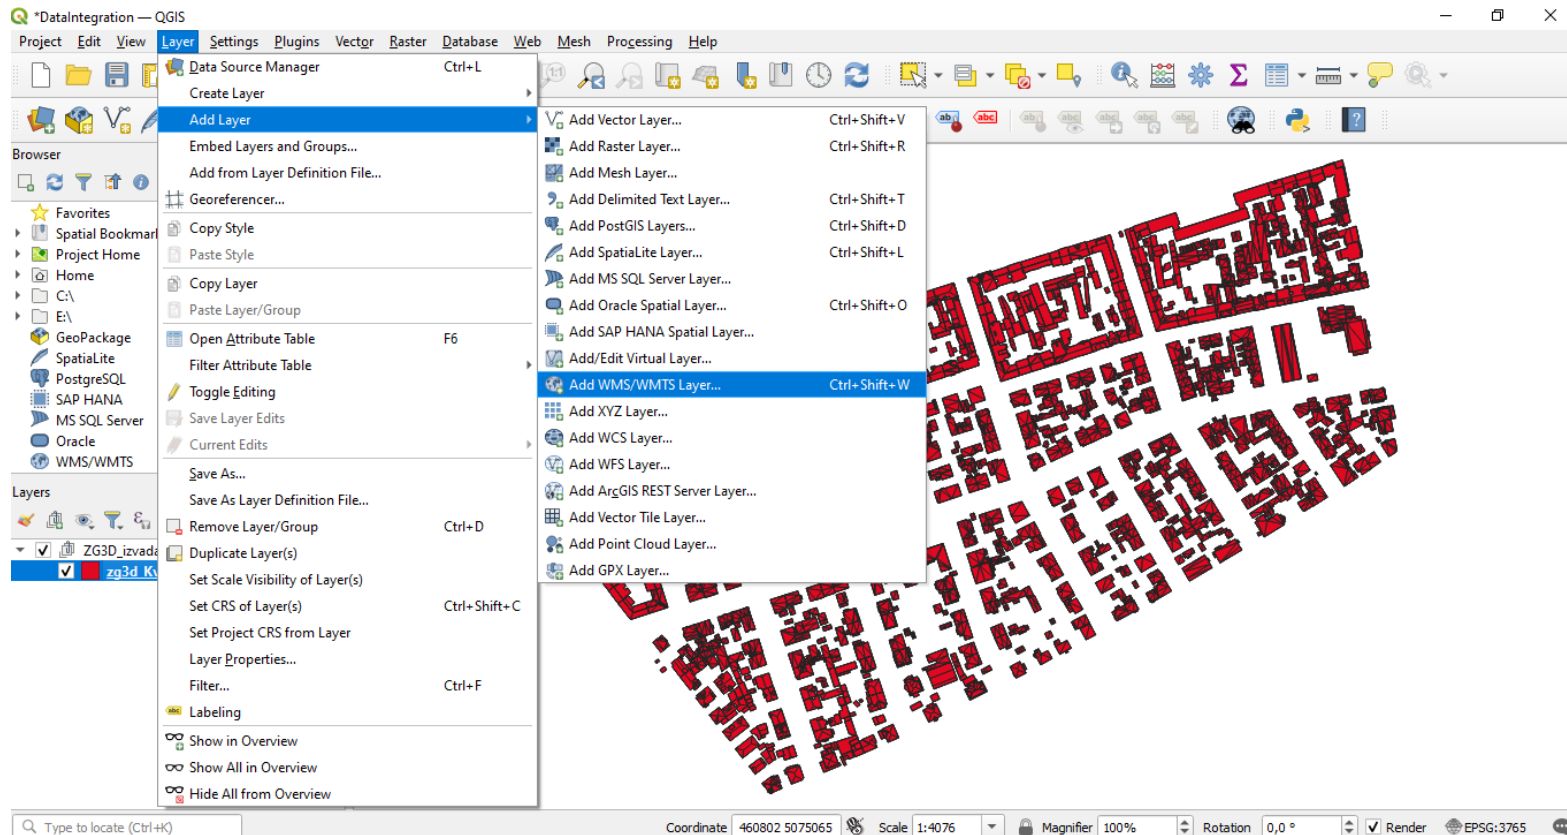 *DataIntegration — QGIS
Project Edit View Layer Settings Plugins Vector Raster Database Web Mesh Processing Help
Data Source Manager Ctrl+L
Create Layer
Add Layer
Embed Layers and Groups...
Add from Layer Definition File...
Georeferencer...
Copy Style
Paste Style
Copy Layer
Paste Layer/Group
Open Attribute Table F6
Filter Attribute Table
Toggle Editing
Save Layer Edits
Current Edits
Save As...
Save As Layer Definition File...
Remove Layer/Group Ctrl+D
Duplicate Layer(s)
Set Scale Visibility of Layer(s)
Set CRS of Layer(s) Ctrl+Shift+C
Set Project CRS from Layer
Layer Properties...
Filter... Ctrl+F
abc Labeling
Show in Overview
Show All in Overview
Hide All from Overview
Add Vector Layer... Ctrl+Shift+V
Add Raster Layer... Ctrl+Shift+R
Add Mesh Layer...
Add Delimited Text Layer... Ctrl+Shift+T
Add PostGIS Layers... Ctrl+Shift+D
Add SpatiaLite Layer... Ctrl+Shift+L
Add MS SQL Server Layer...
Add Oracle Spatial Layer... Ctrl+Shift+O
Add SAP HANA Spatial Layer...
Add/Edit Virtual Layer...
Add WMS/WMTS Layer... Ctrl+Shift+W
Add XYZ Layer...
Add WCS Layer...
Add WFS Layer...
Add ArcGIS REST Server Layer...
Add Vector Tile Layer...
Add Point Cloud Layer...
Add GPX Layer...
Browser
Favorites
Spatial Bookmar
Project Home
Home
C:\
E:\
GeoPackage
SpatiaLite
PostgreSQL
SAP HANA
MS SQL Server
Oracle
WMS/WMTS
Layers
ZG3D_izvada
zg3d_Kv
Type to locate (Ctrl+K)
Coordinate 460802 5075065 Scale 1:4076 Magnifier 100% Rotation 0,0 ° Render EPSG:3765